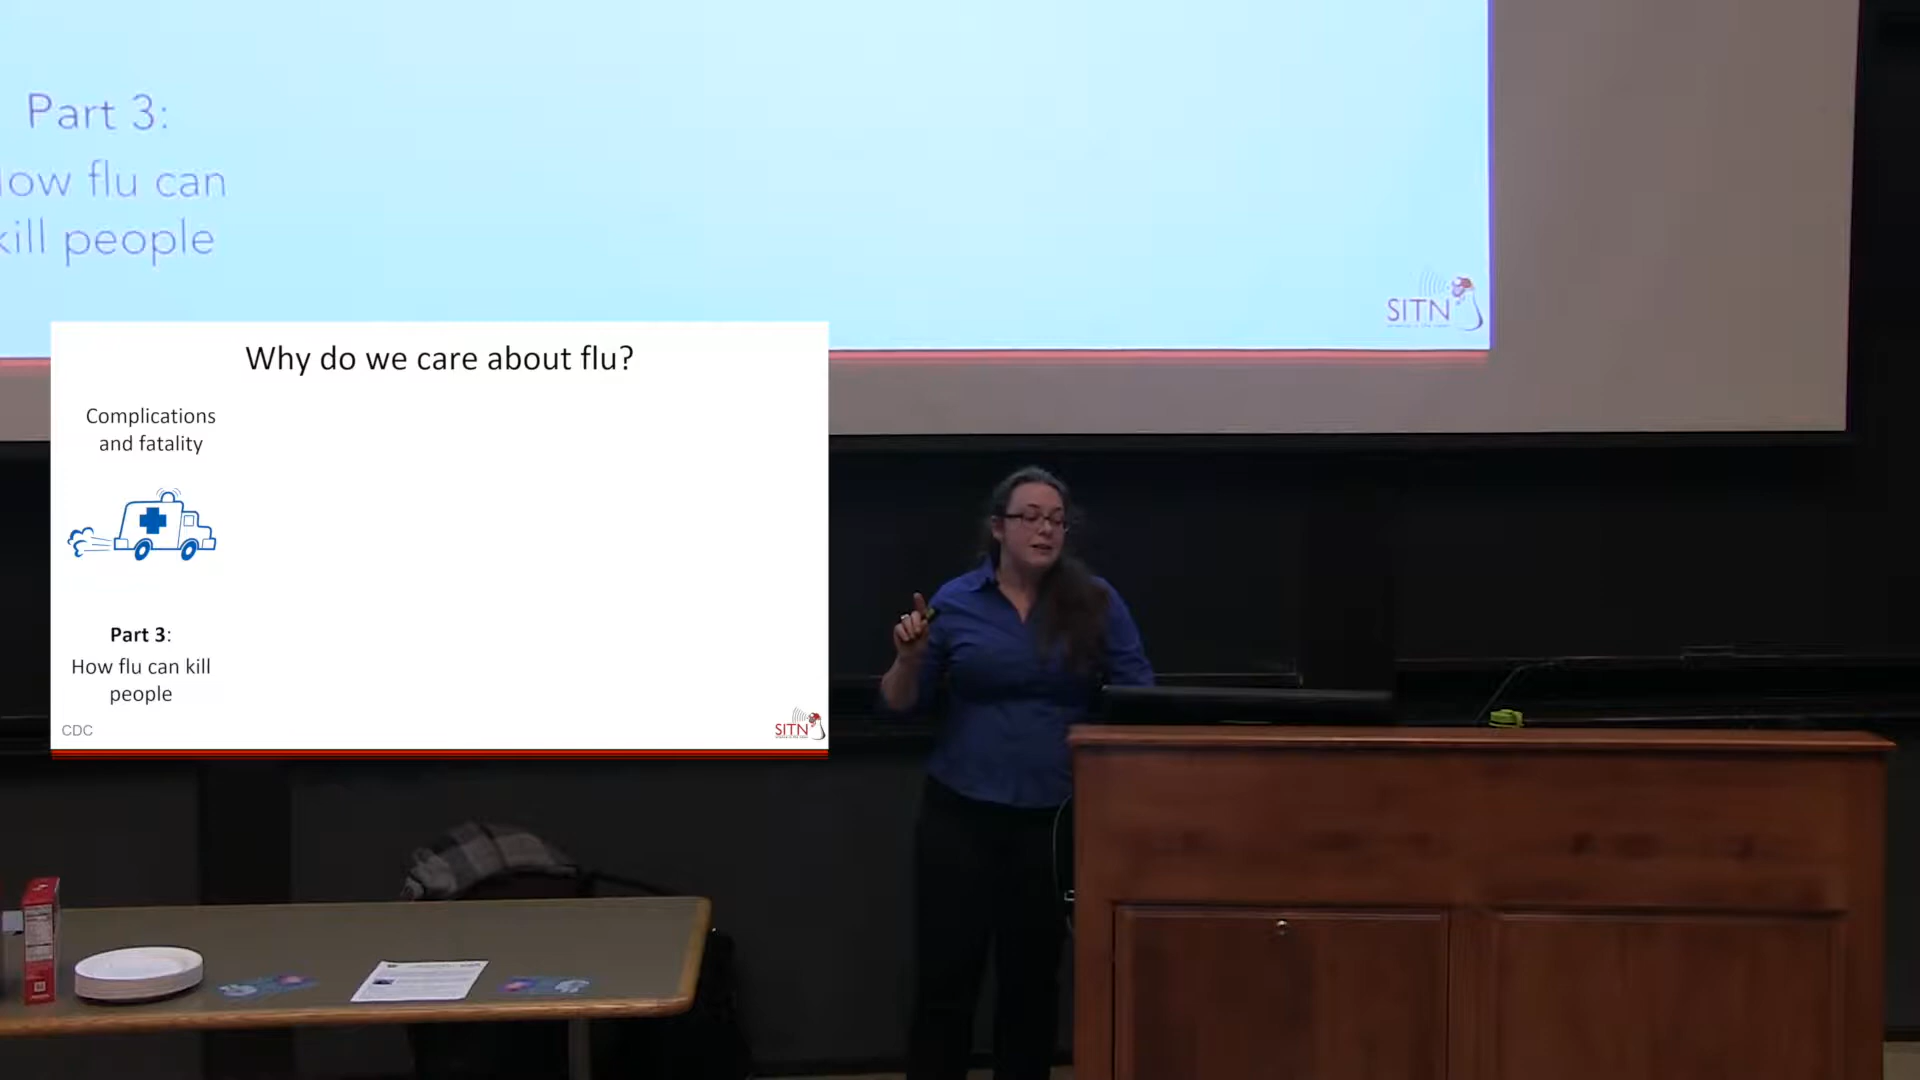 Part 3:
ow flu can
kill people
SITN
Why do we care about flu?
Complications
and fatality
Part 3:
How flu can kill
people
CDC
SITN